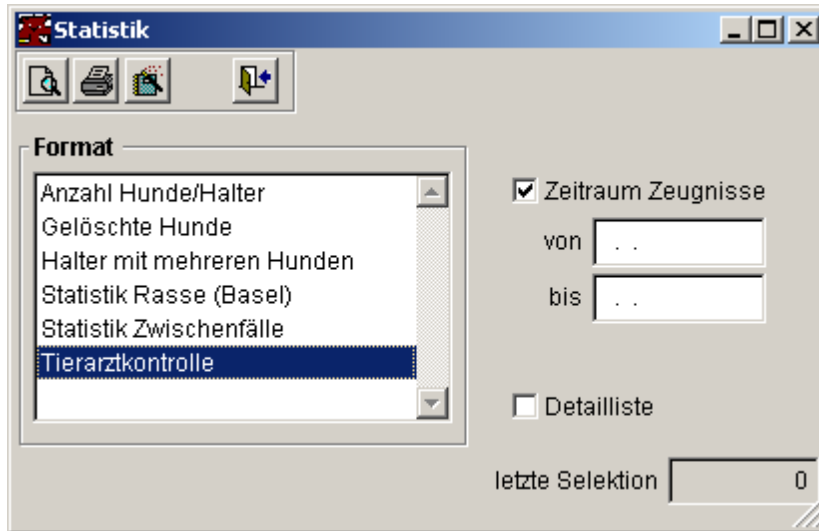 Statistik
Format
Anzahl Hunde/Halter
Gelöschte Hunde
Halter mit mehreren Hunden
Statistik Rasse (Basel)
Statistik Zwischenfälle
Tierarztkontrolle
Zeitraum Zeugnisse
von . .
bis . .
Detailliste
letzte Selektion 0